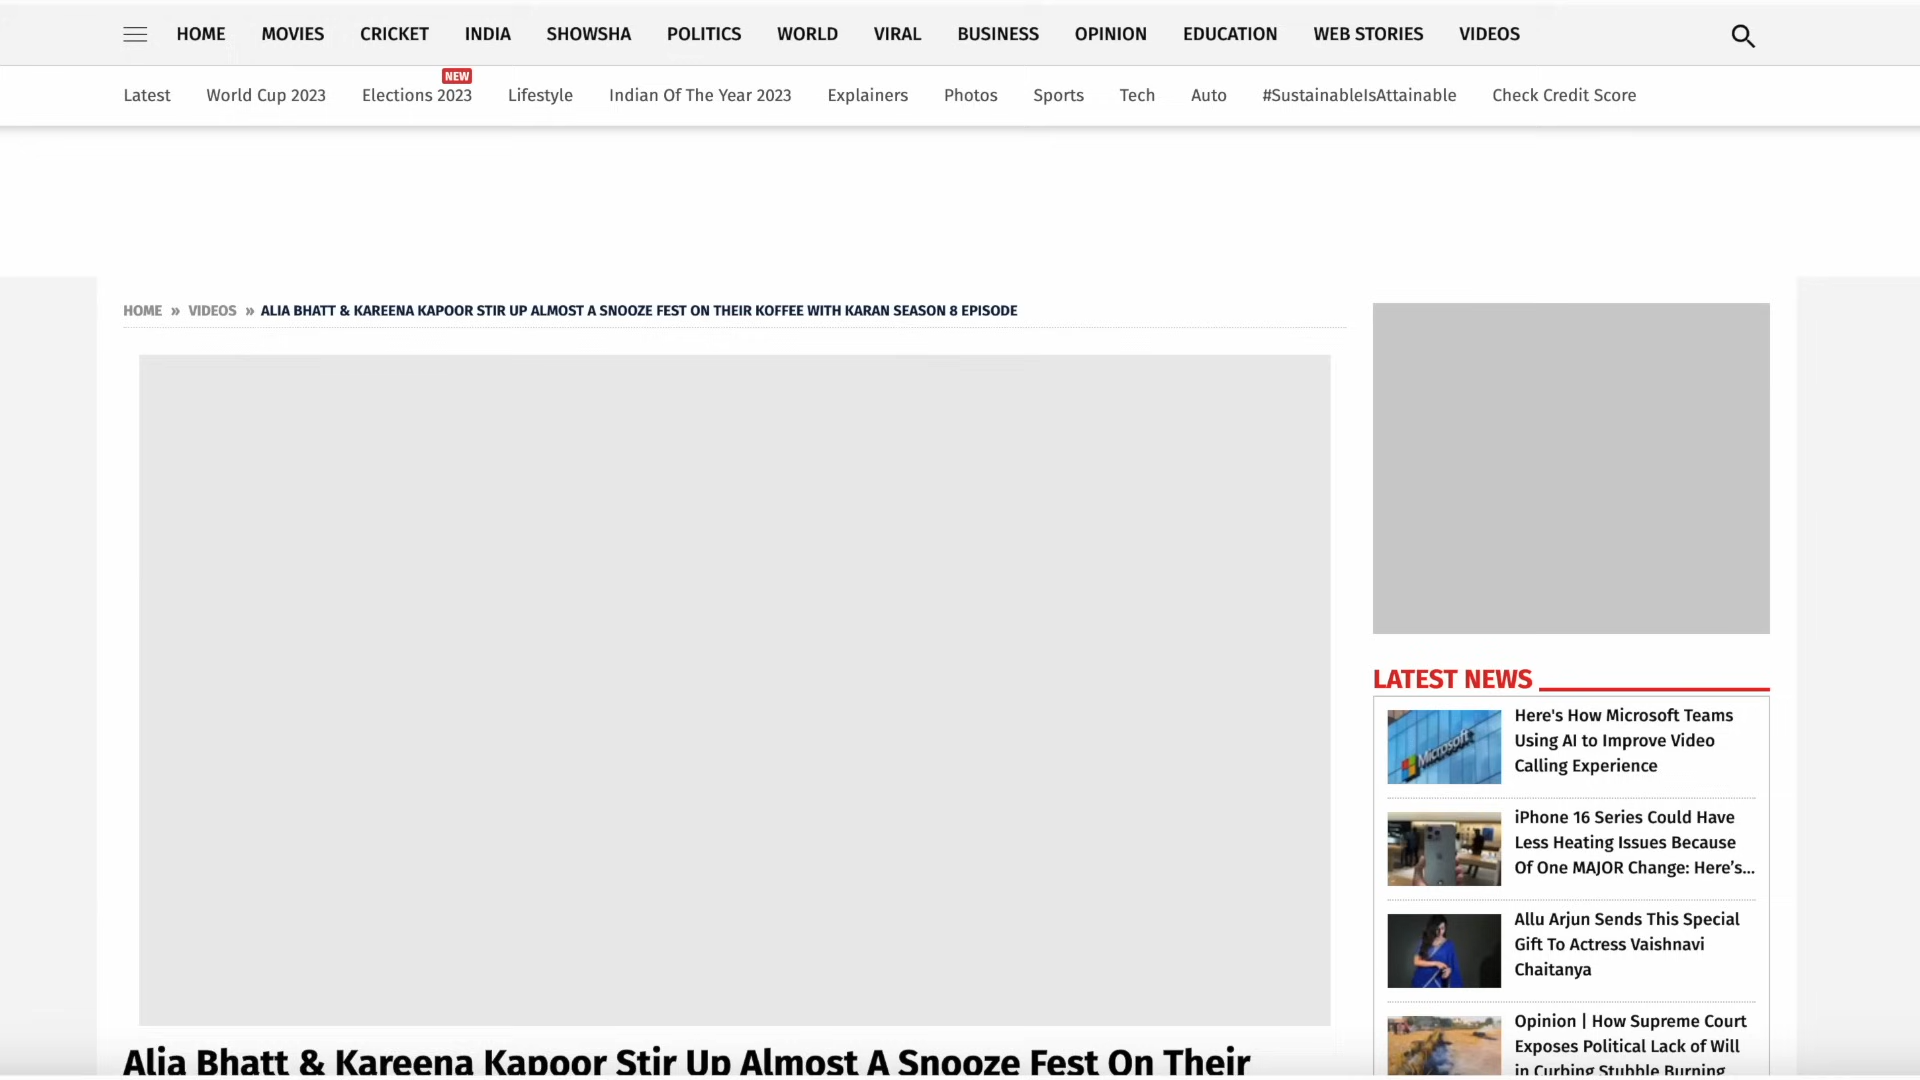 HOME MOVIES CRICKET INDIA SHOWSHA POLITICS WORLD VIRAL BUSINESS OPINION EDUCATION WEB STORIES VIDEOS
NEW
Latest World Cup 2023 Elections 2023 Lifestyle Indian Of The Year 2023 Explainers Photos Sports Tech Auto #SustainableIsAttainable Check Credit Score
HOME » VIDEOS » ALIA BHATT & KAREENA KAPOOR STIR UP ALMOST A SNOOZE FEST ON THEIR KOFFEE WITH KARAN SEASON 8 EPISODE
Alia Bhatt & Kareena Kapoor Stir Up Almost A Snooze Fest On Their
LATEST NEWS
Microsoft
Here's How Microsoft Teams
Using AI to Improve Video
Calling Experience
iPhone 16 Series Could Have
Less Heating Issues Because
Of One MAJOR Change: Here’s...
Allu Arjun Sends This Special
Gift To Actress Vaishnavi
Chaitanya
Opinion | How Supreme Court
Exposes Political Lack of Will
in Curbing Stubble Burning